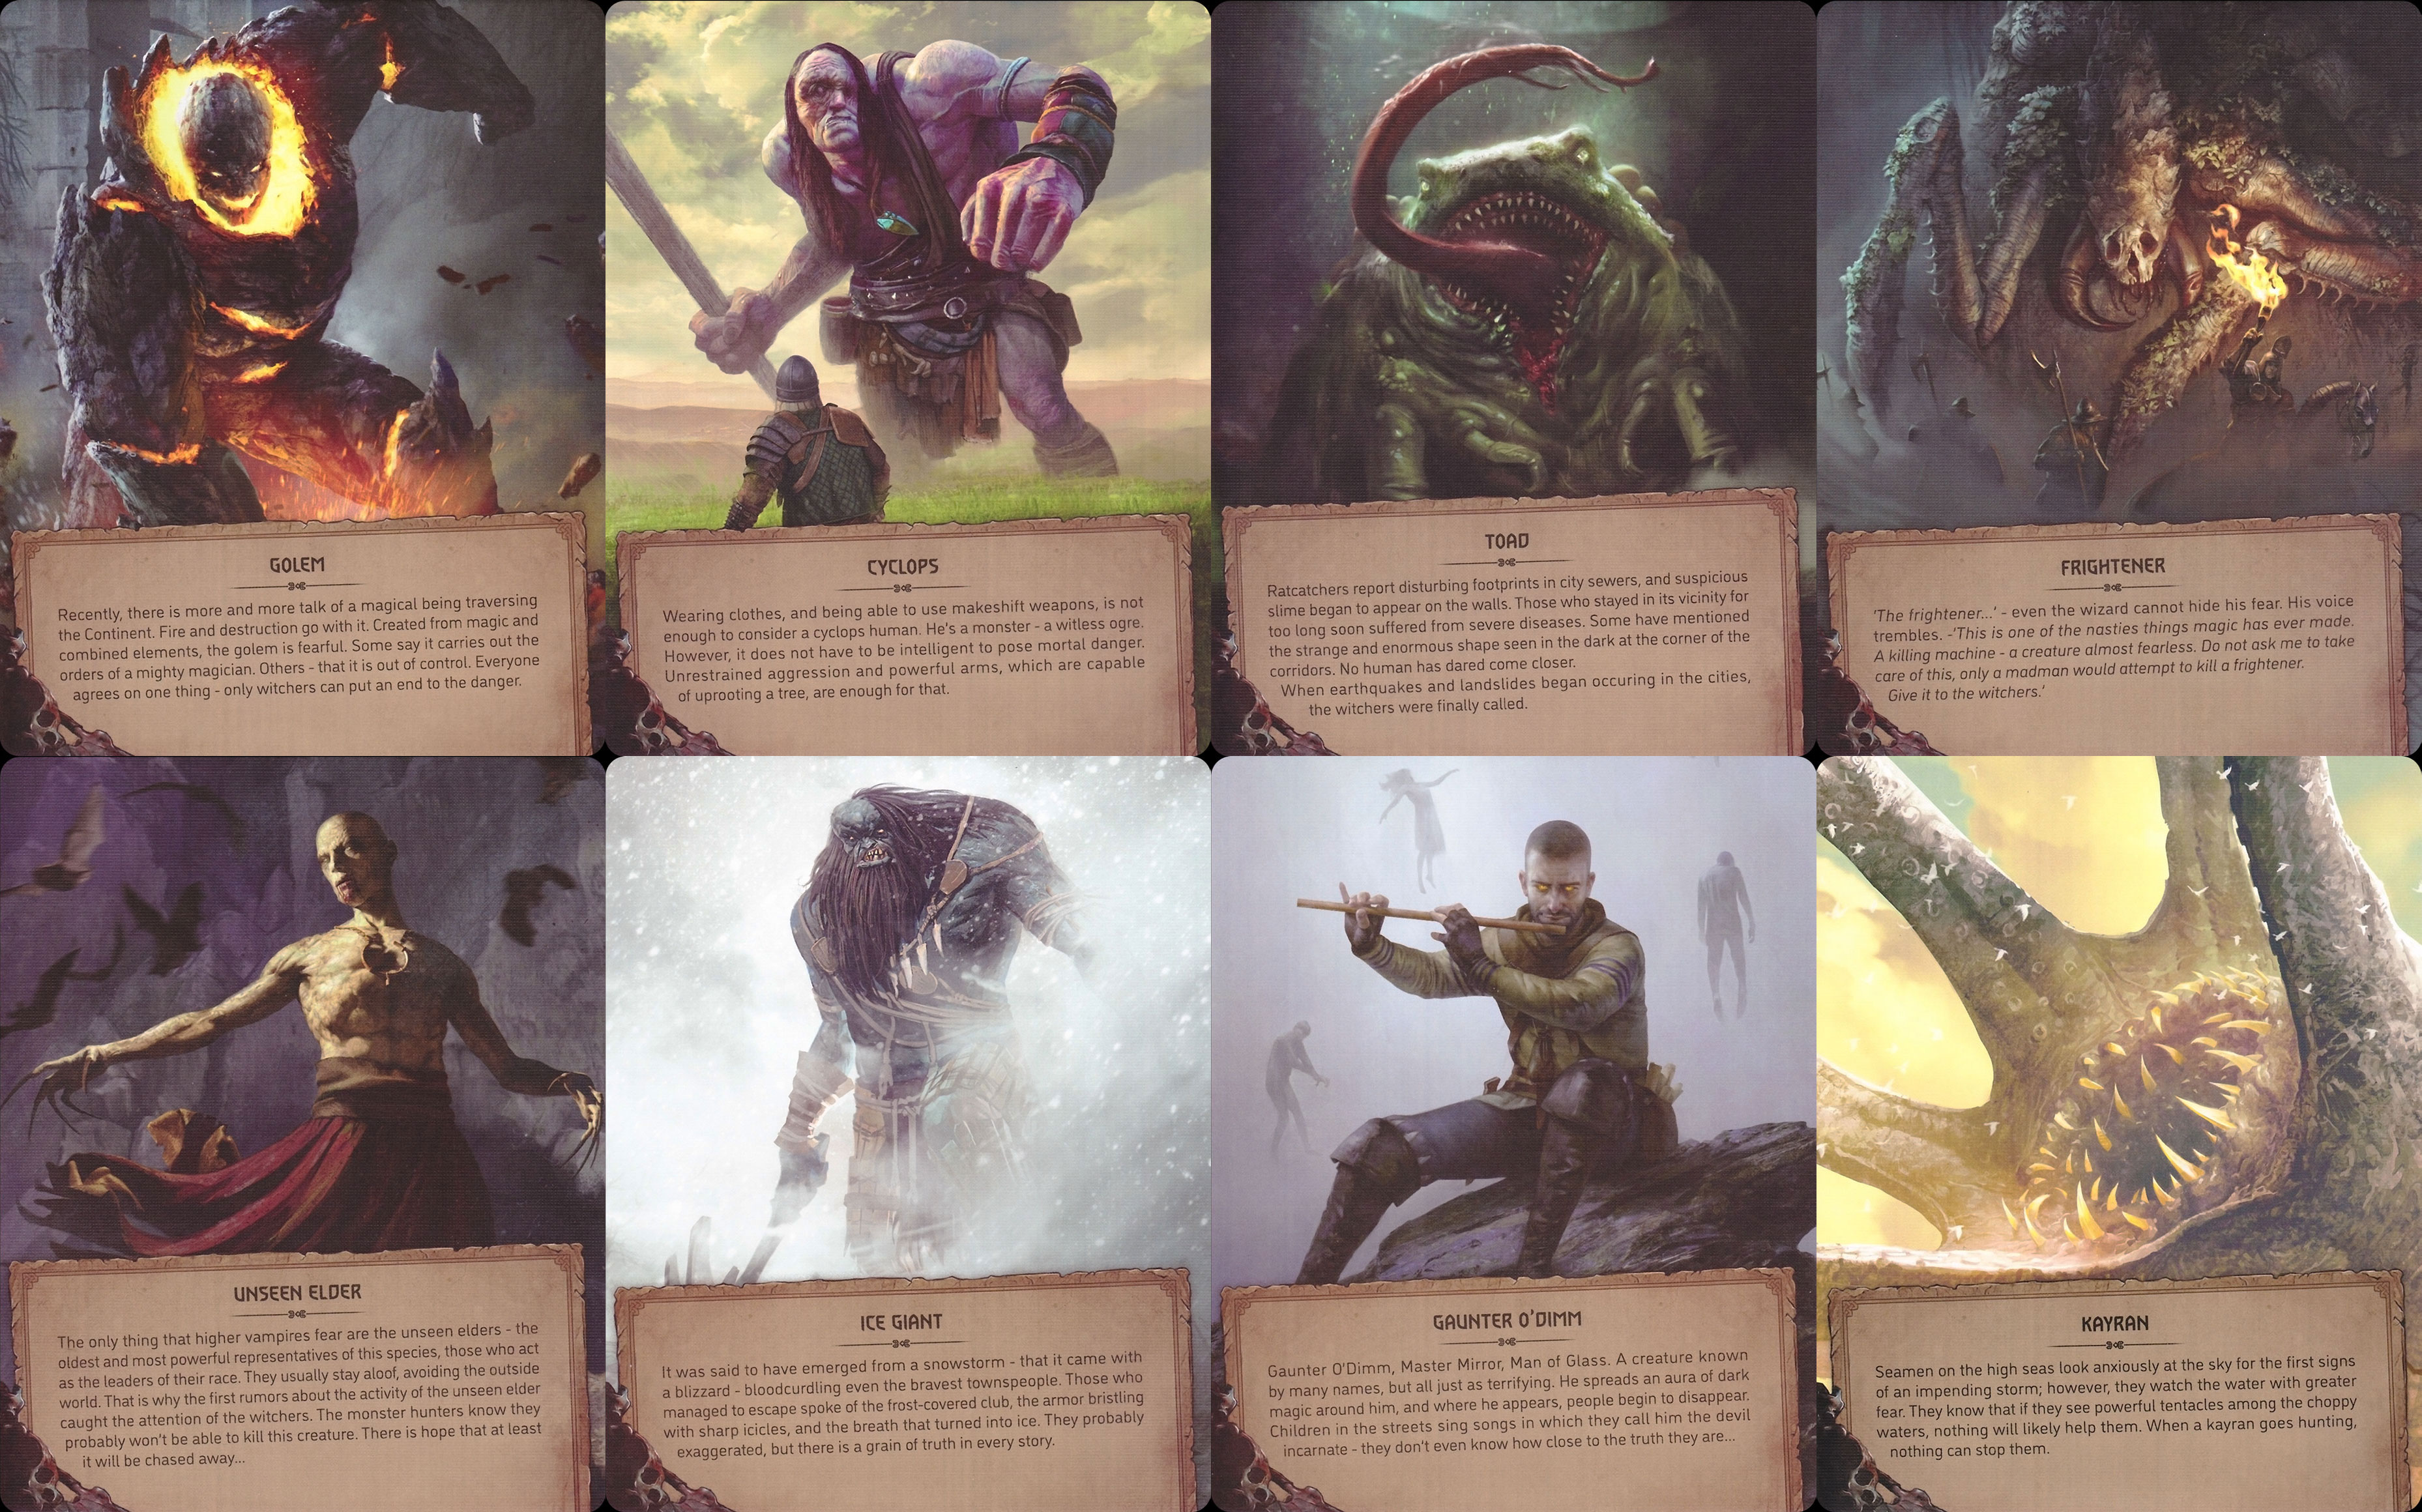 GOLEM
Recently, there is more and more talk of a magical being traversing
the Continent. Fire and destruction go with it. Created from magic and
combined elements, the golem is fearful. Some say it carries out the
orders of a mighty magician. Others - that it is out of control. Everyone
agrees on one thing - only witchers can put an end to the danger.
CYCLOPS
Wearing clothes, and being able to use makeshift weapons, is not
enough to consider a cyclops human. He's a monster - a witless ogre.
However, it does not have to be intelligent to pose mortal danger.
Unrestrained aggression and powerful arms, which are capable
of uprooting a tree, are enough for that.
TOAD
Ratcatchers report disturbing footprints in city sewers, and suspicious
slime began to appear on the walls. Those who stayed in its vicinity for
too long soon suffered from severe diseases. Some have mentioned
the strange and enormous shape seen in the dark at the corner of the
corridors. No human has dared come closer.
When earthquakes and landslides began occuring in the cities,
the witchers were finally called.
FRIGHTENER
'The frightener...' - even the wizard cannot hide his fear. His voice
trembles. -'This is one of the nasties things magic has ever made.
A killing machine - a creature almost fearless. Do not ask me to take
care of this, only a madman would attempt to kill a frightener.
Give it to the witchers.'
UNSEEN ELDER
The only thing that higher vampires fear are the unseen elders - the
oldest and most powerful representatives of this species, those who act
as the leaders of their race. They usually stay aloof, avoiding the outside
world. That is why the first rumors about the activity of the unseen elder
caught the attention of the witchers. The monster hunters know they
probably won't be able to kill this creature. There is hope that at least
it will be chased away...
ICE GIANT
It was said to have emerged from a snowstorm - that it came with
a blizzard - bloodcurdling even the bravest townspeople. Those who
managed to escape spoke of the frost-covered club, the armor bristling
with sharp icicles, and the breath that turned into ice. They probably
exaggerated, but there is a grain of truth in every story.
GAUNTER O'DIMM
Gaunter O'Dimm, Master Mirror, Man of Glass. A creature known
by many names, but all just as terrifying. He spreads an aura of dark
magic around him, and where he appears, people begin to disappear.
Children in the streets sing songs in which they call him the devil
incarnate - they don't even know how close to the truth they are...
KAYRAN
Seamen on the high seas look anxiously at the sky for the first signs
of an impending storm; however, they watch the water with greater
fear. They know that if they see powerful tentacles among the choppy
waters, nothing will likely help them. When a kayran goes hunting,
nothing can stop them.